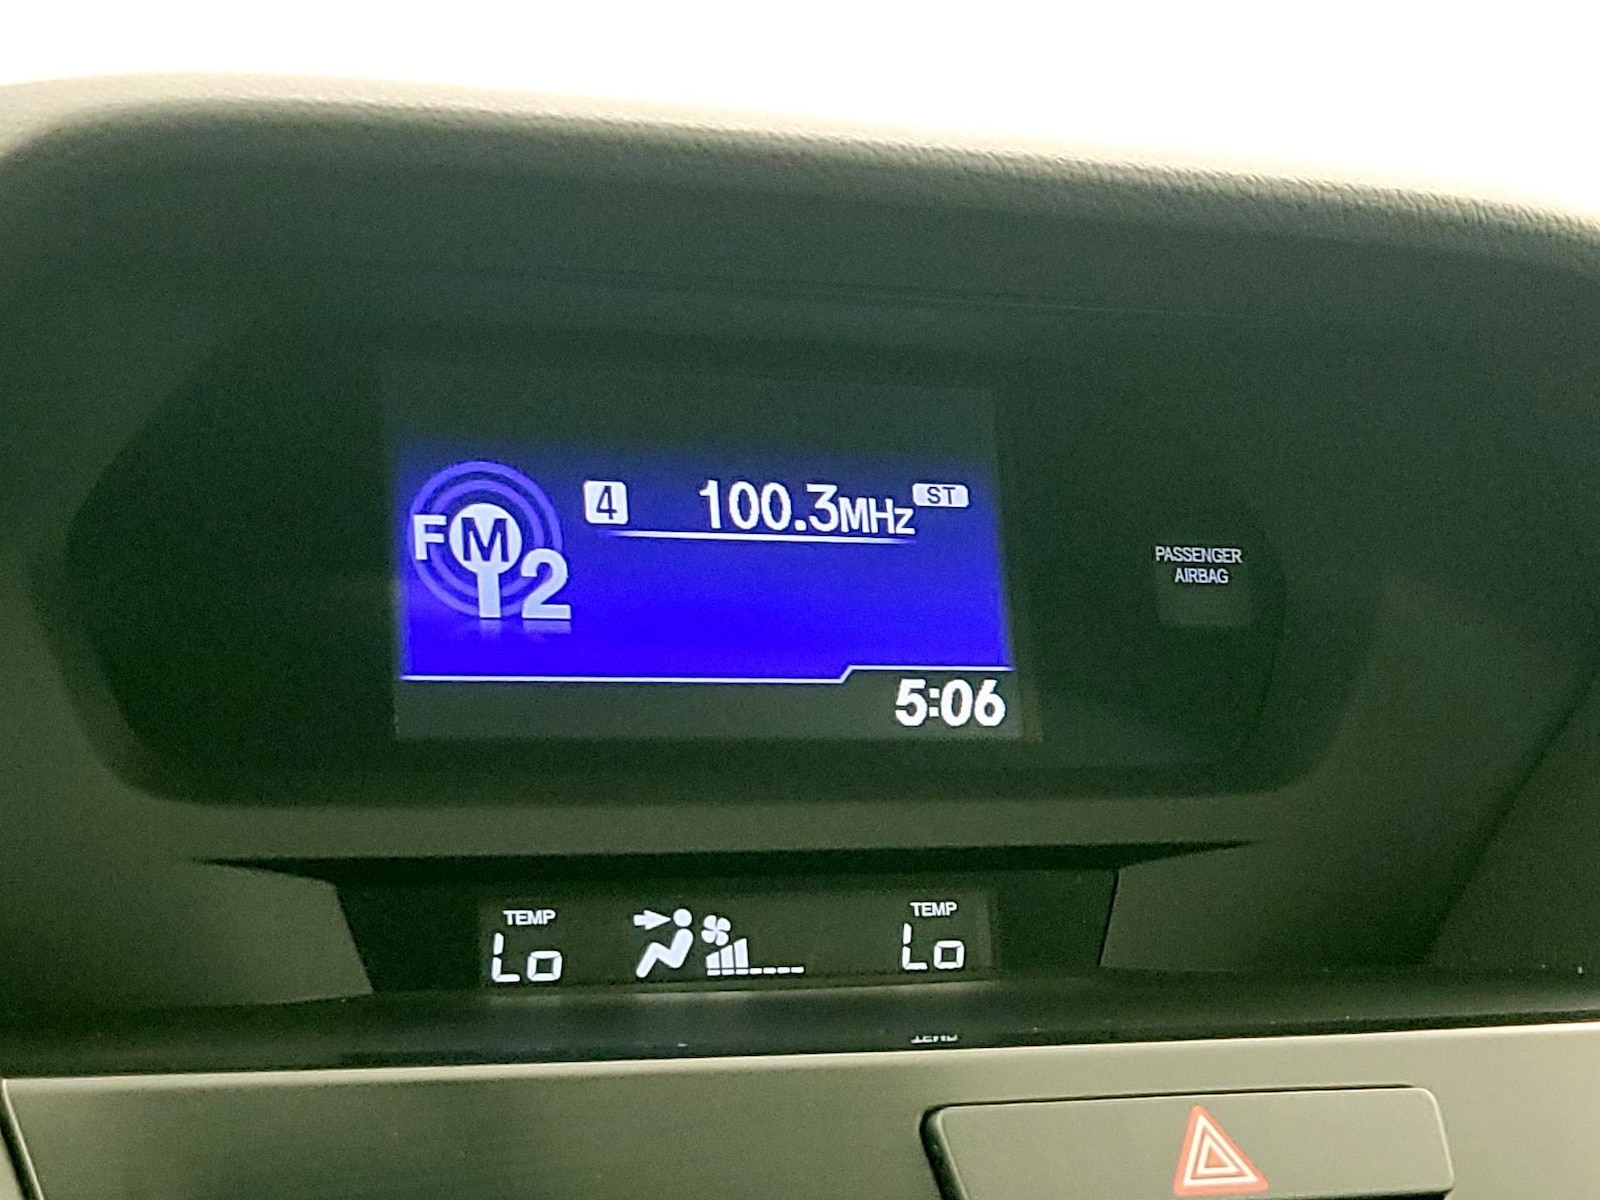 FM 2
4 100.3MHz ST
PASSENGER
AIRBAG
5:06
TEMP TEMP
Lo Lo